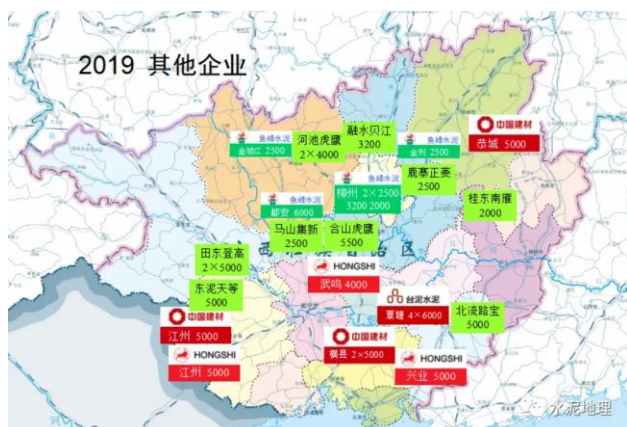 2019 其他企业
鱼峰水泥
金城江 2500
河池虎鹰
2×4000
融水贝江
3200
鱼峰水泥
金利 2500
中国建材
恭城 5000
鹿寨正菱
2500
鱼峰水泥
柳州 2×2500
3200 2000
桂东南雁
2000
鱼峰水泥
都安 6000
马山集新
2500
合山虎鹰
5500
田东登高
2×5000
治区
HONGSHI
武鸣 4000
东泥天等
5000
台泥水泥
覃塘 4×6000
北流路宝
5000
中国建材
江州 5000
中国建材
横县 2×5000
HONGSHI
江州 5000
HONGSHI
兴业 5000
水泥地理